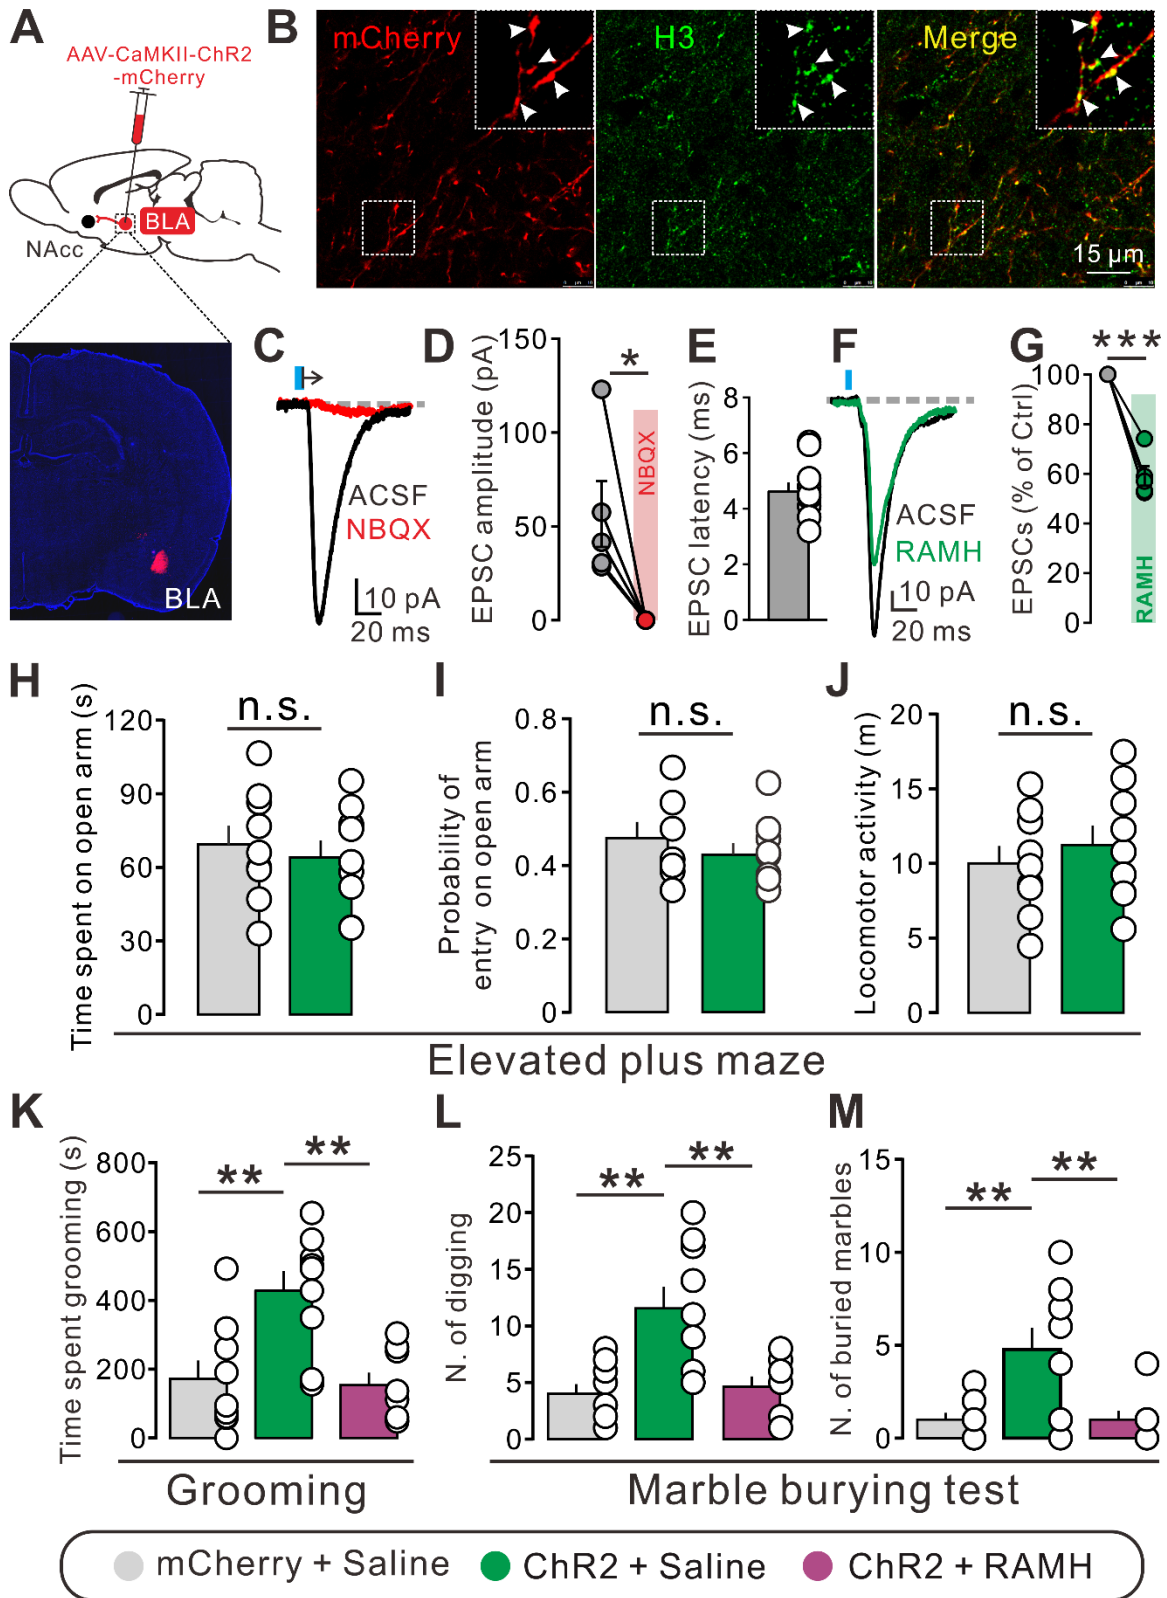 A
AAV-CaMKII-ChR2
-mCherry
BLA
NAcc
BLA
B
mCherry
H3
Merge
15 µm
C
ACSF
NBQX
10 pA
20 ms
D
EPSC amplitude (pA)
150
100
50
0
*
NBQX
E
EPSC latency (ms)
8
6
4
2
0
F
ACSF
RAMH
10 pA
20 ms
G
EPSCs (% of Ctrl)
100
80
60
40
20
0
***
RAMH
H
Time spent on open arm (s)
120
90
60
30
0
n.s.
I
Probability of
entry on open arm
0.8
0.6
0.4
0.2
0
n.s.
J
Locomotor activity (m)
20
15
10
5
0
n.s.
Elevated plus maze
K
Time spent grooming (s)
800
600
400
200
0
**
**
Grooming
L
N. of digging
25
20
15
10
5
0
**
**
M
N. of buried marbles
15
10
5
0
**
**
Marble burying test
mCherry + Saline
ChR2 + Saline
ChR2 + RAMH